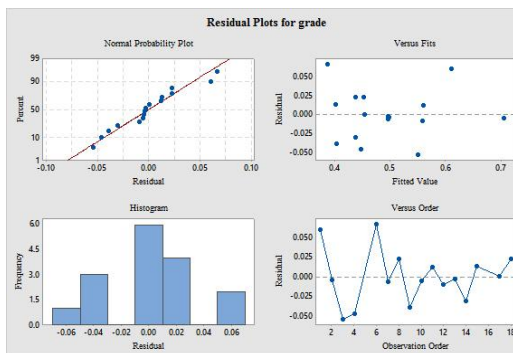 Residual Plots for grade
Normal Probability Plot
Versus Fits
99
90
50
10
1
Percent
-0.10 -0.05 0.00 0.05 0.10
Residual
0.050
0.025
0.000
-0.025
-0.050
Residual
0.4 0.5 0.6 0.7
Fitted Value
Histogram
Versus Order
6.0
4.5
3.0
1.5
0.0
Frequency
-0.06 -0.04 -0.02 0.00 0.02 0.04 0.06
Residual
0.050
0.025
0.000
-0.025
-0.050
Residual
2 4 6 8 10 12 14 16 18
Observation Order